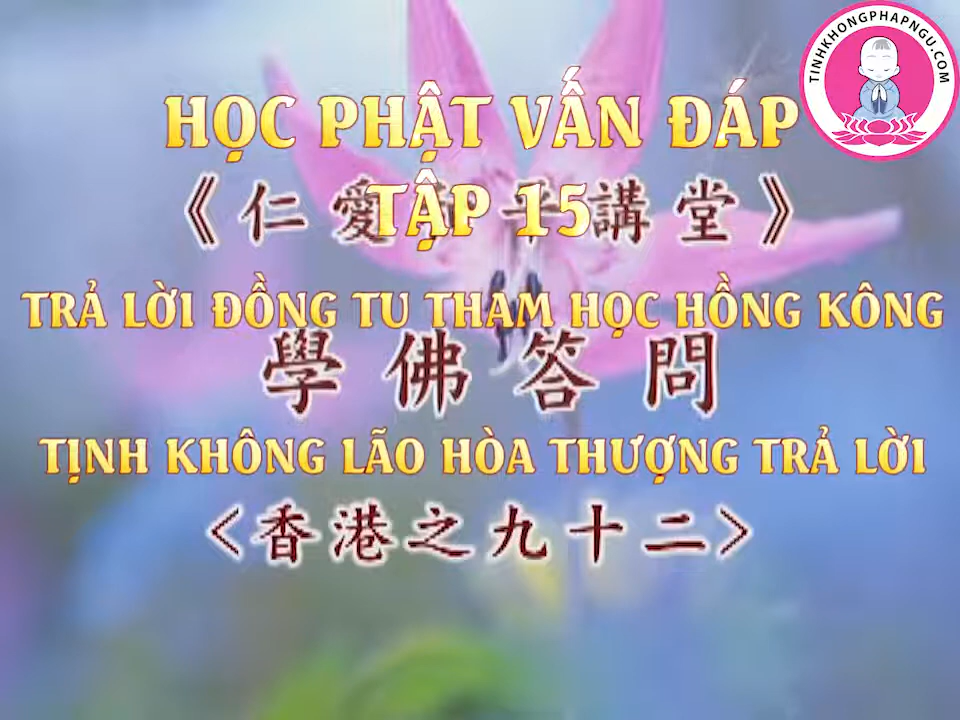 TINHKHONGPHAPNGU.COM
HỌC PHẬT VẤN ĐÁP
《仁愛 講堂》
TẬP 15
TRẢ LỜI ĐỒNG TU THAM HỌC HỒNG KÔNG
學佛答問
TỊNH KHÔNG LÃO HÒA THƯỢNG TRẢ LỜI
<香港之九十二>